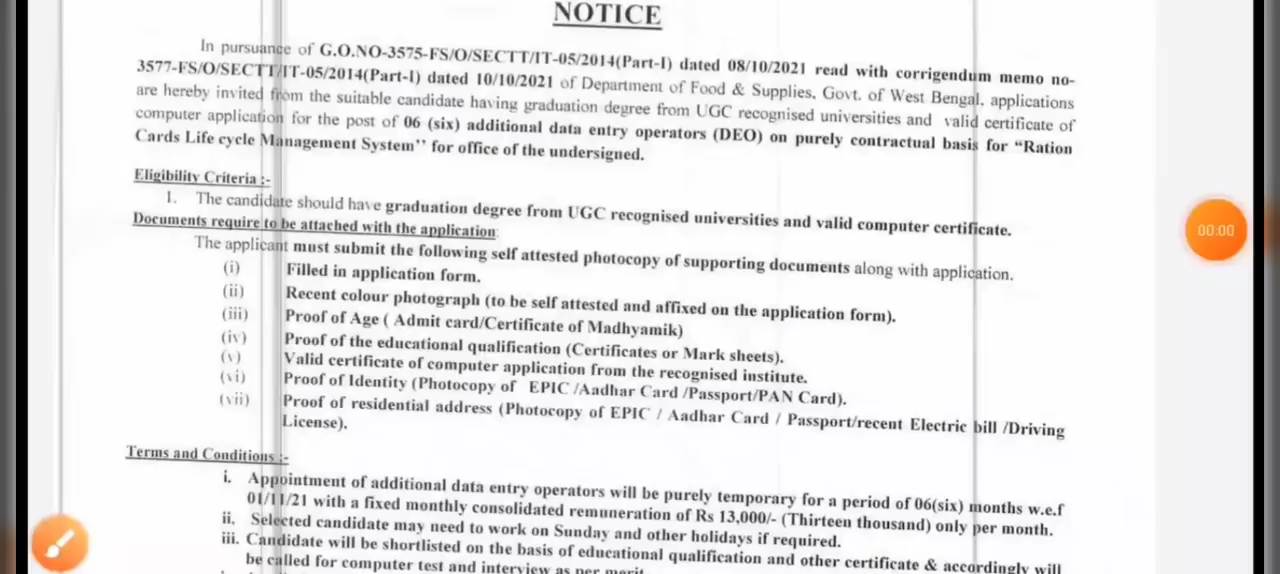 NOTICE
In pursuance of G.O.NO-3575-FS/O/SECTT/IT-05/2014(Part-I) dated 08/10/2021 read with corrigendum memo no-
3577-FS/O/SECTT/IT-05/2014(Part-I) dated 10/10/2021 of Department of Food & Supplies, Govt. of West Bengal, applications
are hereby invited from the suitable candidate having graduation degree from UGC recognised universities and valid certificate of
computer application for the post of 06 (six) additional data entry operators (DEO) on purely contractual basis for “Ration
Cards Life cycle Management System” for office of the undersigned.
Eligibility Criteria :-
1. The candidate should have graduation degree from UGC recognised universities and valid computer certificate.
Documents require to be attached with the application:
The applicant must submit the following self attested photocopy of supporting documents along with application.
(i) Filled in application form.
(ii) Recent colour photograph (to be self attested and affixed on the application form).
(iii) Proof of Age ( Admit card/Certificate of Madhyamik)
(iv) Proof of the educational qualification (Certificates or Mark sheets).
(v) Valid certificate of computer application from the recognised institute.
(vi) Proof of Identity (Photocopy of EPIC /Aadhar Card /Passport/PAN Card).
(vii) Proof of residential address (Photocopy of EPIC / Aadhar Card / Passport/recent Electric bill /Driving
License).
Terms and Conditions :-
i. Appointment of additional data entry operators will be purely temporary for a period of 06(six) months w.e.f
01/11/21 with a fixed monthly consolidated remuneration of Rs 13,000/- (Thirteen thousand) only per month.
ii. Selected candidate may need to work on Sunday and other holidays if required.
iii. Candidate will be shortlisted on the basis of educational qualification and other certificate & accordingly will
be called for computer test and interview as per merit.
00:00